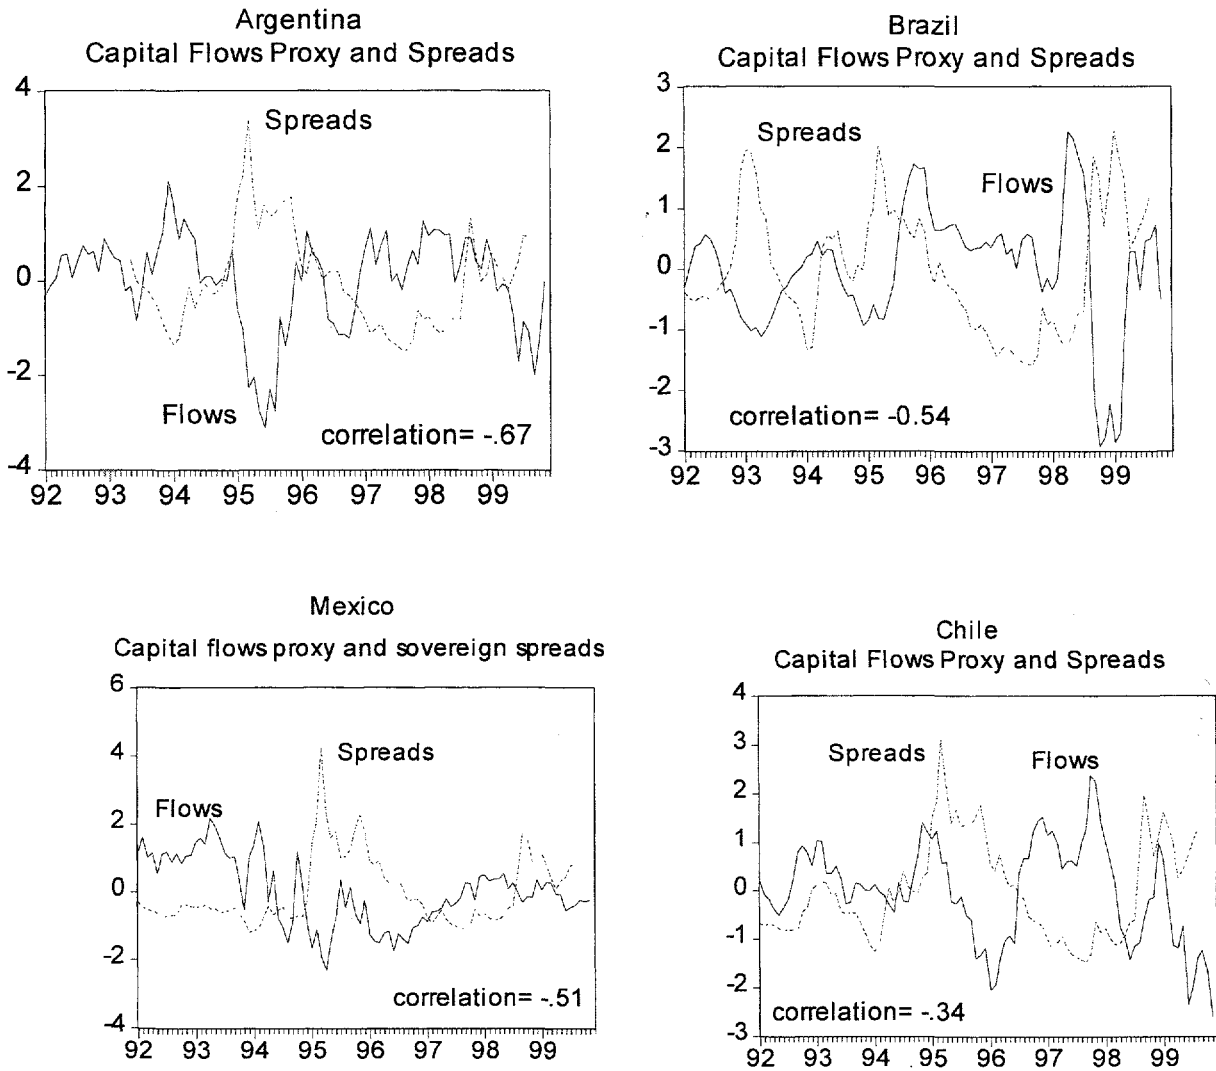 Argentina
Capital Flows Proxy and Spreads
4
2
0
-2
-4
Spreads
Flows
correlation= -.67
92 93 94 95 96 97 98 99
Brazil
Capital Flows Proxy and Spreads
3
2
1
0
-1
-2
-3
Spreads
Flows
correlation= -0.54
92 93 94 95 96 97 98 99
Mexico
Capital flows proxy and sovereign spreads
6
4
2
0
-2
-4
Spreads
Flows
correlation= -.51
92 93 94 95 96 97 98 99
Chile
Capital Flows Proxy and Spreads
4
3
2
1
0
-1
-2
-3
Spreads
Flows
correlation= -.34
92 93 94 95 96 97 98 99